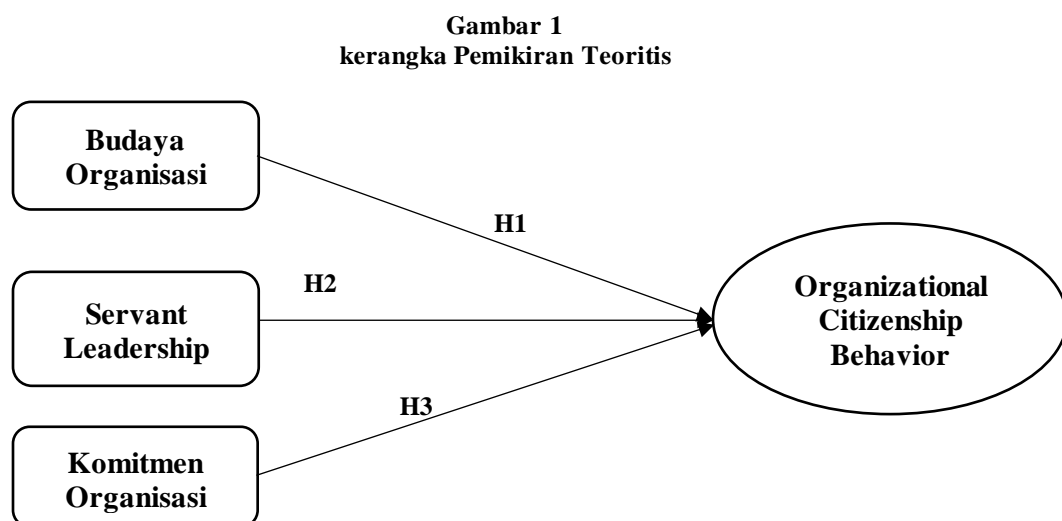 Gambar 1
kerangka Pemikiran Teoritis
Budaya
Organisasi
H1
H2
Servant
Leadership
Organizational
Citizenship
Behavior
H3
Komitmen
Organisasi